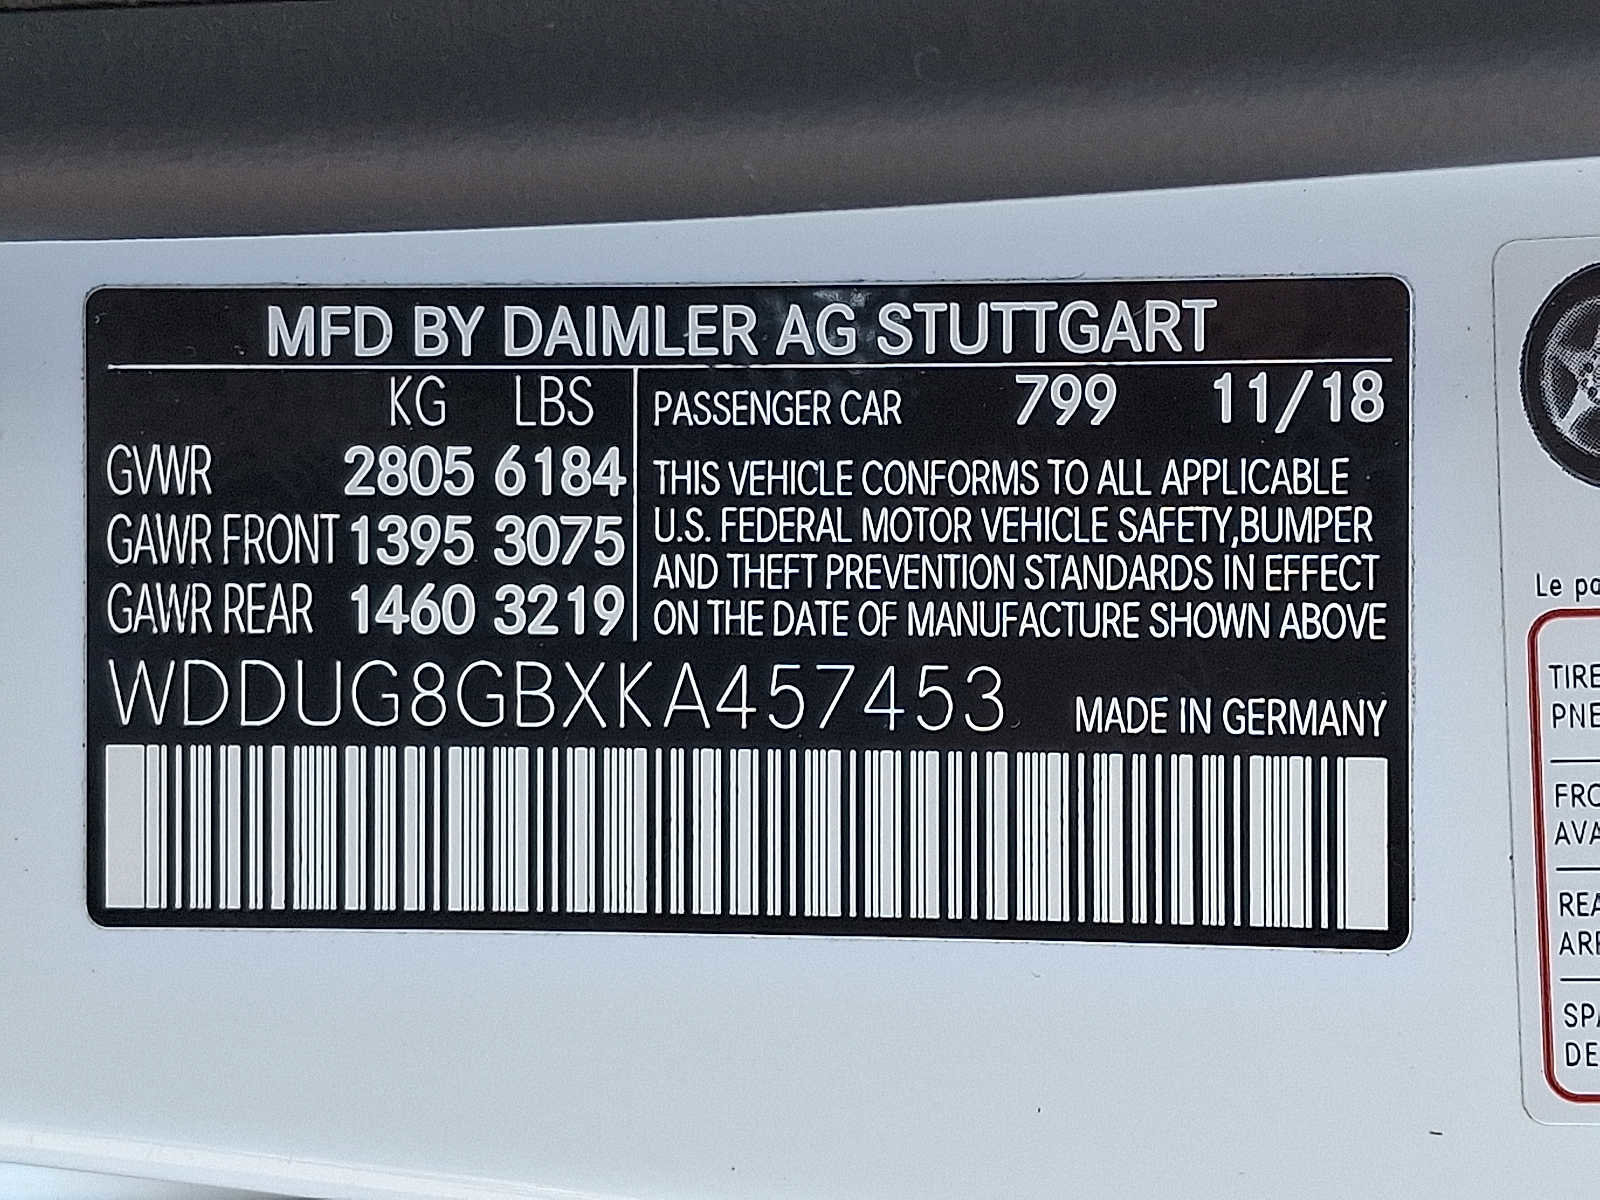 MFD BY DAIMLER AG STUTTGART
KG LBS
GVWR 2805 6184
GAWR FRONT 1395 3075
GAWR REAR 1460 3219
PASSENGER CAR 799 11/18
THIS VEHICLE CONFORMS TO ALL APPLICABLE
U.S. FEDERAL MOTOR VEHICLE SAFETY,BUMPER
AND THEFT PREVENTION STANDARDS IN EFFECT
ON THE DATE OF MANUFACTURE SHOWN ABOVE
WDDUG8GBXKA457453
MADE IN GERMANY
Le
TIRE